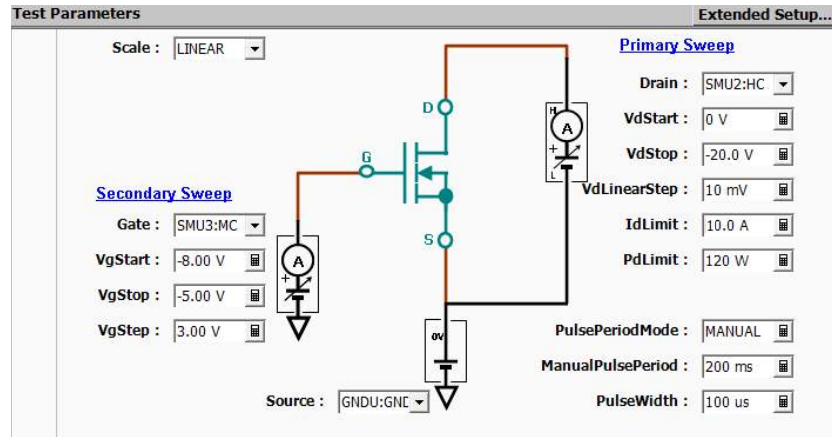 Test Parameters
Extended Setup...
Scale : LINEAR
Primary Sweep
Drain : SMU2:HC
VdStart : 0 V
VdStop : -20.0 V
VdLinearStep : 10 mV
IdLimit : 10.0 A
PdLimit : 120 W
D
G
S
H
A
+
L
Secondary Sweep
Gate : SMU3:MC
VgStart : -8.00 V
VgStop : -5.00 V
VgStep : 3.00 V
A
+
0V
PulsePeriodMode : MANUAL
ManualPulsePeriod : 200 ms
PulseWidth : 100 us
Source : GNDU:GND